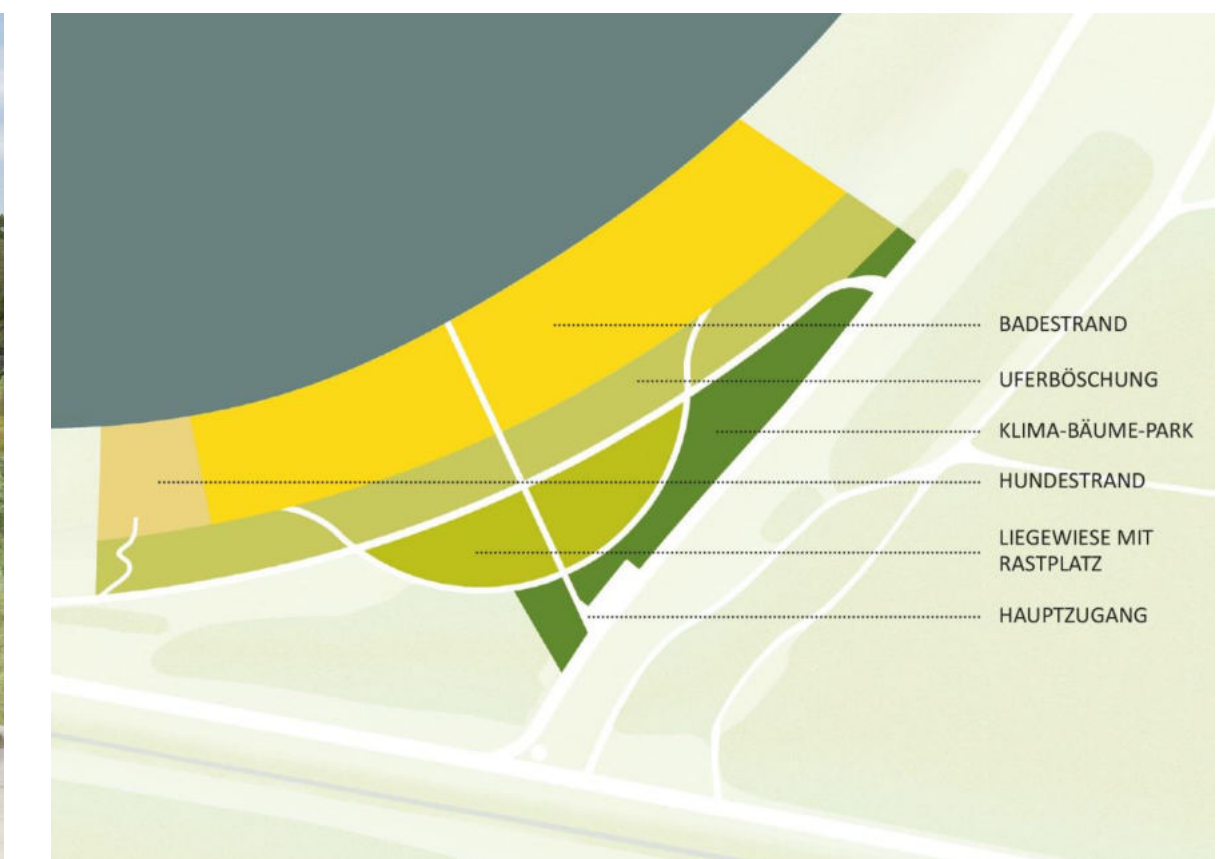 BADESTRAND
UFERBÖSCHUNG
KLIMA-BÄUME-PARK
HUNDESTRAND
LIEGEWIESE MIT
RASTPLATZ
HAUPTZUGANG